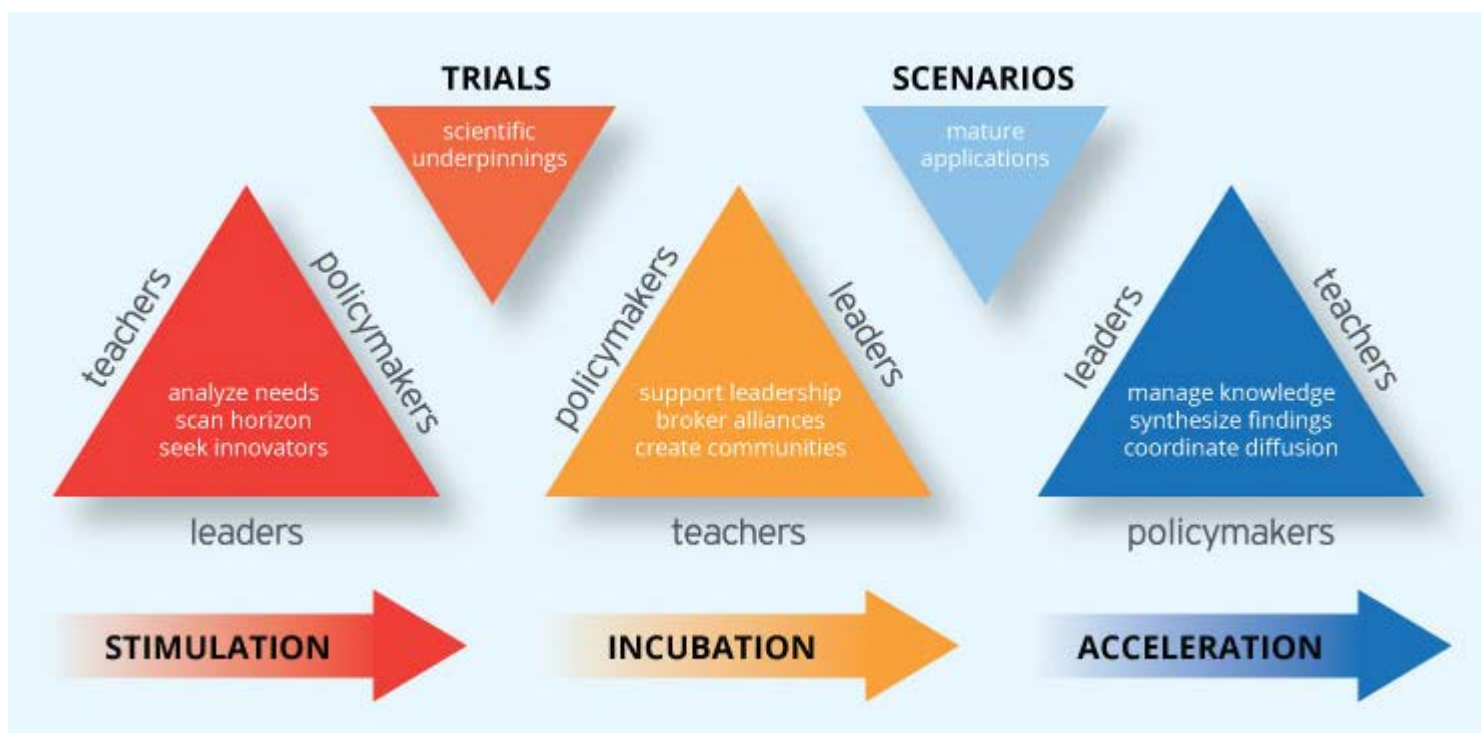 TRIALS
scientific
underpinnings
SCENARIOS
mature
applications
teachers
policymakers
analyze needs
scan horizon
seek innovators
leaders
policymakers
leaders
support leadership
broker alliances
create communities
teachers
leaders
teachers
manage knowledge
synthesize findings
coordinate diffusion
policymakers
STIMULATION
INCUBATION
ACCELERATION